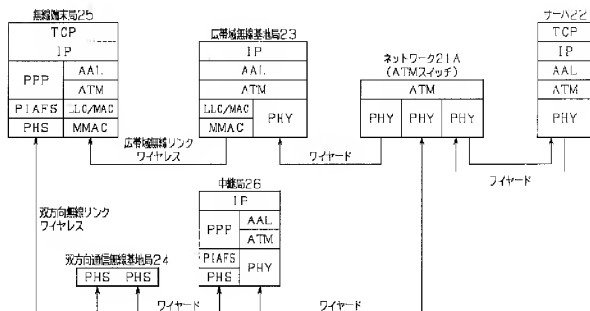 無線端末局25
TCP
IP
PPP
AAL
ATM
PIAFS
LLC/MAC
PHS
MMAC
広帯域無線基地局23
IP
AAL
ATM
LLC/MAC
MMAC
PHY
ネットワーク21A
(ATMスイッチ)
ATM
PHY
PHY
PHY
サーバ22
TCP
IP
AAL
ATM
PHY
広帯域無線リンク
ワイヤレス
ワイヤード
ワイヤード
双方向無線リンク
ワイヤレス
中継局26
IP
PPP
AAL
ATM
PIAFS
PHS
PHY
双方向通信無線基地局24
PHS
PHS
ワイヤード
ワイヤード